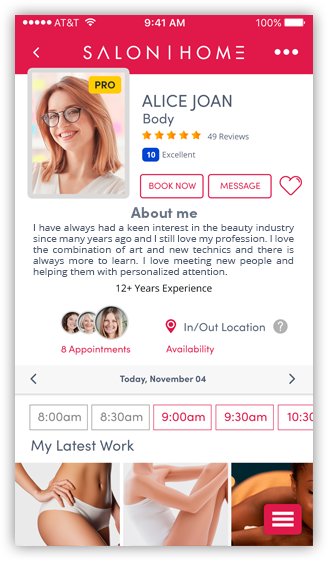 AT&T 9:41 AM 100%
SALON|HOME
PRO
ALICE JOAN
Body
49 Reviews
10 Excellent
BOOK NOW MESSAGE
About me
I have always had a keen interest in the beauty industry
since many years ago and I still love my profession. I love
the combination of art and new technics and there is
always more to learn. I love meeting new people and
helping them with personalized attention.
12+ Years Experience
In/Out Location ?
8 Appointments Availability
Today, November 04
8:00am 8:30am 9:00am 9:30am 10:30
My Latest Work